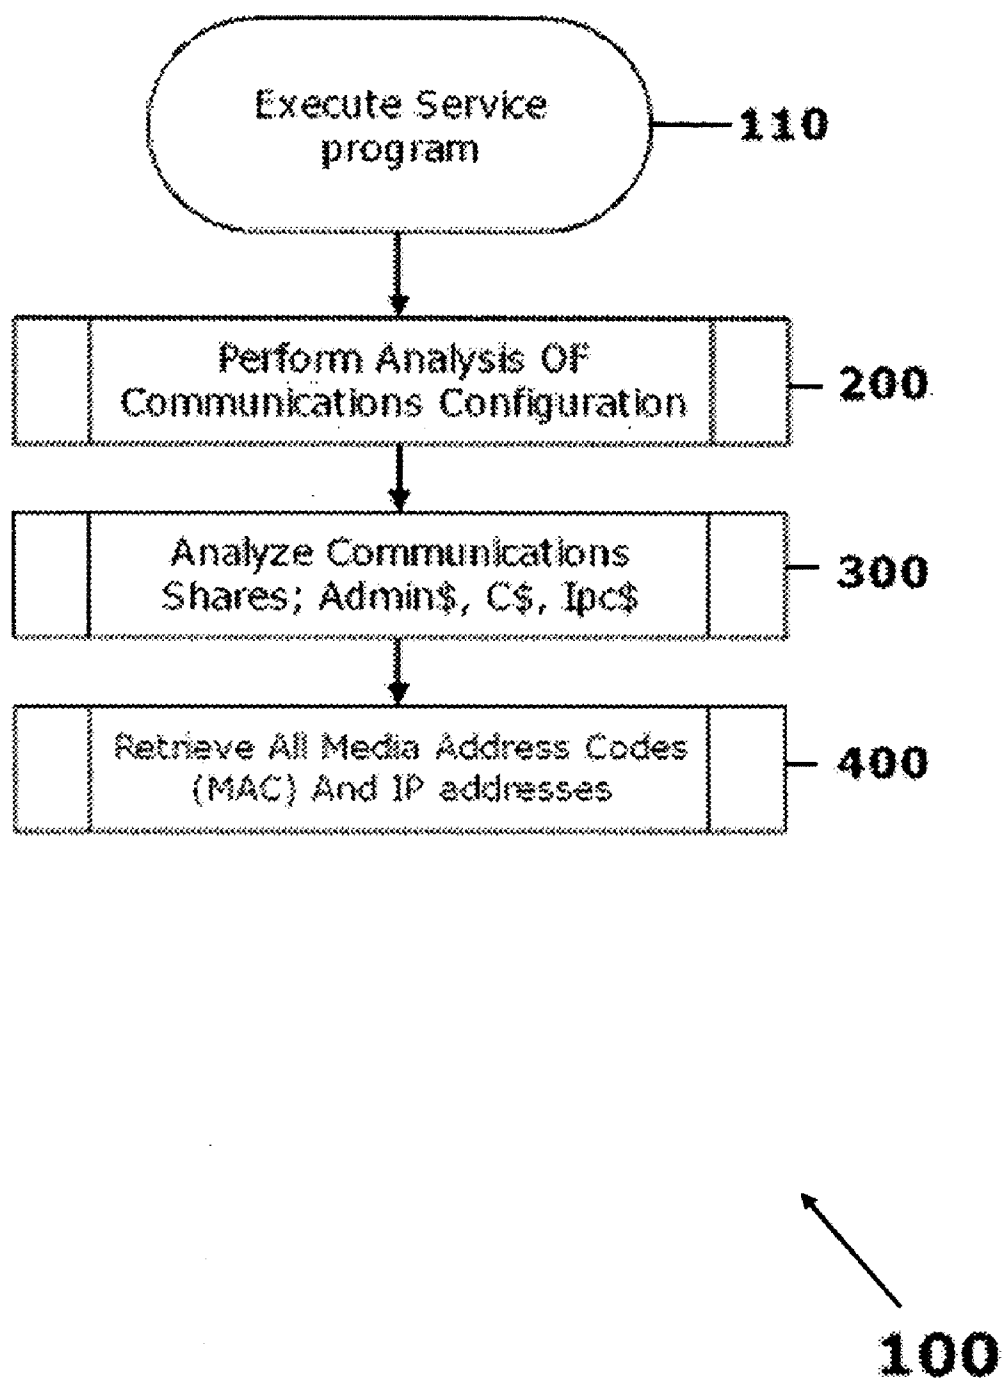 Execute Service
program
110
Perform Analysis OF
Communications Configuration
200
Analyze Communications
Shares; Admin$, C$, Ipc$
300
Retrieve All Media Address Codes
(MAC) And IP addresses
400
100